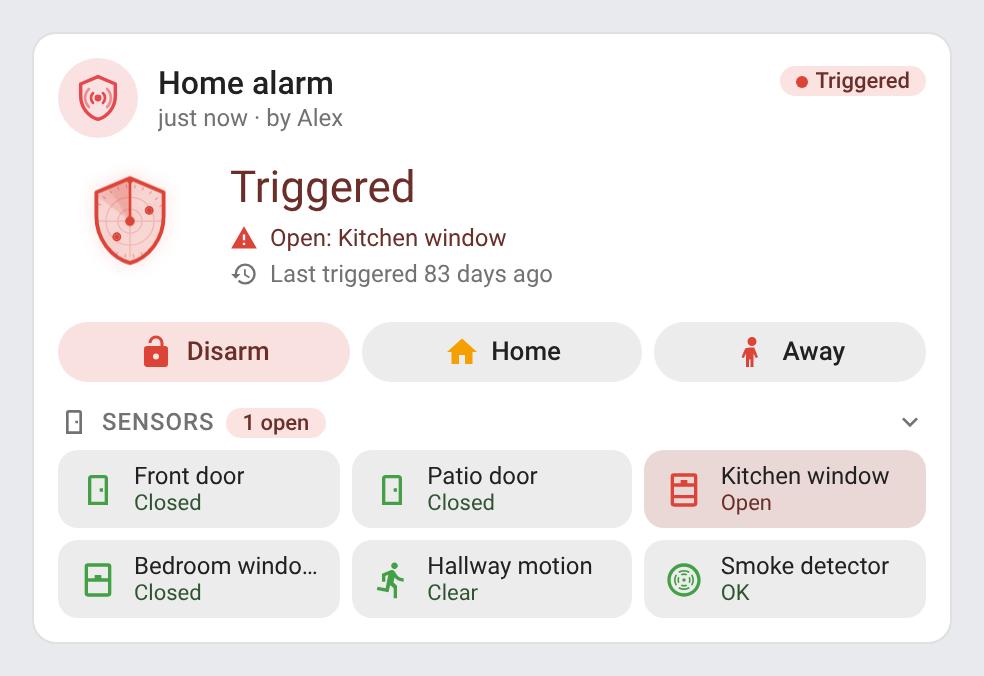 Home alarm
Triggered
just now · by Alex
Triggered
Open: Kitchen window
Last triggered 83 days ago
Disarm
Home
Away
SENSORS
1 open
Front door
Closed
Patio door
Closed
Kitchen window
Open
Bedroom windo...
Closed
Hallway motion
Clear
Smoke detector
OK